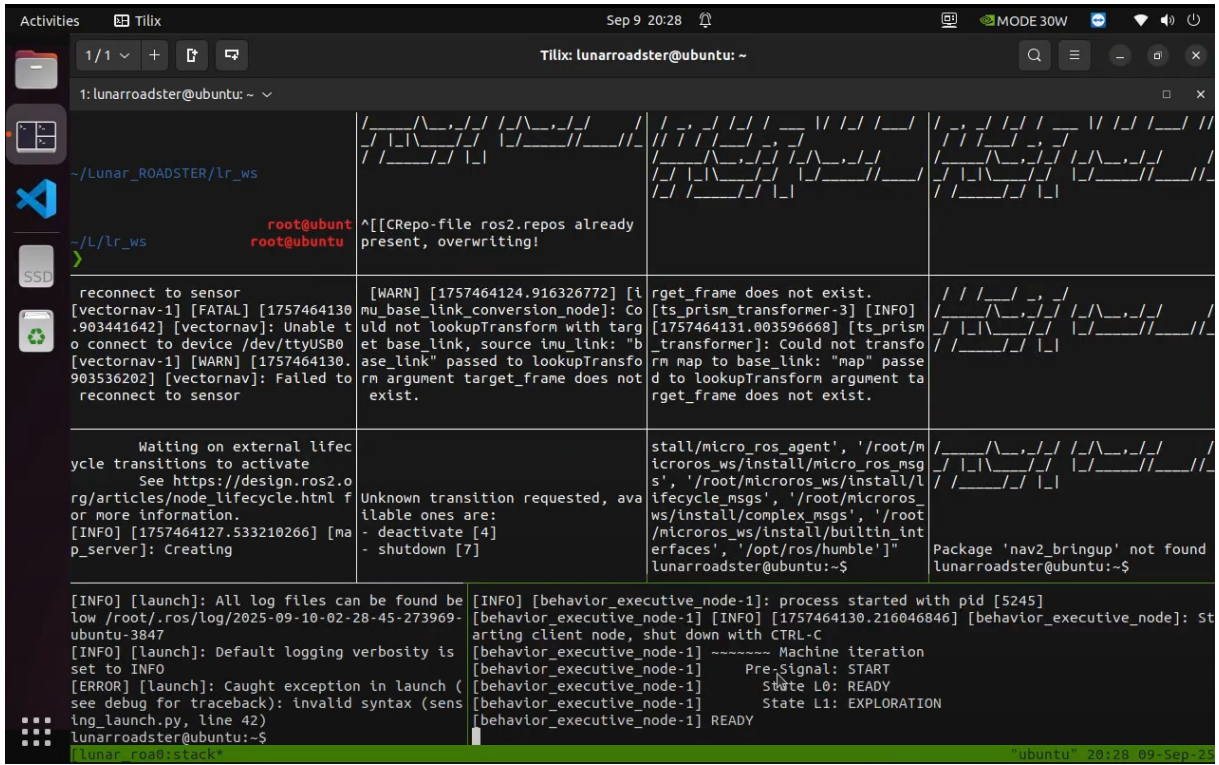 Activities
Tilix
Sep 9 20:28
MODE 30W
1/1
Tilix: lunarroadster@ubuntu: ~
1: lunarroadster@ubuntu: ~
SSD
~/Lunar_ROADSTER/lr_ws
root@ubunt
~/L/lr_ws root@ubuntu
❯
^[[CRepo-file ros2.repos already
present, overwriting!
reconnect to sensor
[vectornav-1] [FATAL] [1757464130
.903441642] [vectornav]: Unable t
o connect to device /dev/ttyUSB0
[vectornav-1] [WARN] [1757464130.
903536202] [vectornav]: Failed to
reconnect to sensor
[WARN] [1757464124.916326772] [i
mu_base_link_conversion_node]: Co
uld not lookupTransform with targ
et base_link, source imu_link: "b
ase_link" passed to lookupTransfo
rm argument target_frame does not
exist.
rget_frame does not exist.
[ts_prism_transformer-3] [INFO]
[1757464131.003596668] [ts_prism
_transformer]: Could not transfo
rm map to base_link: "map" passe
d to lookupTransform argument ta
rget_frame does not exist.
Waiting on external lifec
ycle transitions to activate
See https://design.ros2.o
rg/articles/node_lifecycle.html f
or more information.
[INFO] [1757464127.533210266] [ma
p_server]: Creating
Unknown transition requested, ava
ilable ones are:
- deactivate [4]
- shutdown [7]
stall/micro_ros_agent', '/root/m
icroros_ws/install/micro_ros_msg
s', '/root/microros_ws/install/l
ifecycle_msgs', '/root/microros_
ws/install/complex_msgs', '/root
/microros_ws/install/builtin_int
erfaces', '/opt/ros/humble']"
lunarroadster@ubuntu:~$
Package 'nav2_bringup' not found
lunarroadster@ubuntu:~$
[INFO] [launch]: All log files can be found be
low /root/.ros/log/2025-09-10-02-28-45-273969-
ubuntu-3847
[INFO] [launch]: Default logging verbosity is
set to INFO
[ERROR] [launch]: Caught exception in launch (
see debug for traceback): invalid syntax (sens
ing_launch.py, line 42)
lunarroadster@ubuntu:~$
[INFO] [behavior_executive_node-1]: process started with pid [5245]
[behavior_executive_node-1] [INFO] [1757464130.216046846] [behavior_executive_node]: St
arting client node, shut down with CTRL-C
[behavior_executive_node-1] ~~~~~~~ Machine iteration
[behavior_executive_node-1] Pre-Signal: START
[behavior_executive_node-1] State L0: READY
[behavior_executive_node-1] State L1: EXPLORATION
[behavior_executive_node-1] READY
[lunar_roa0:stack* "ubuntu" 20:28 09-Sep-25